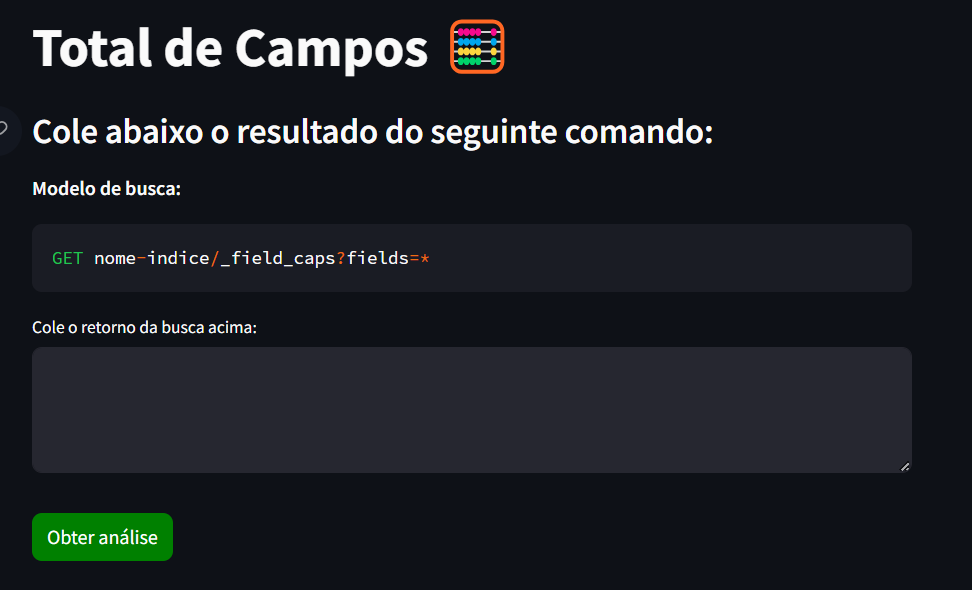 Total de Campos 🧮
Cole abaixo o resultado do seguinte comando:
Modelo de busca:
GET nome-indice/_field_caps?fields=*
Cole o retorno da busca acima:
Obter análise